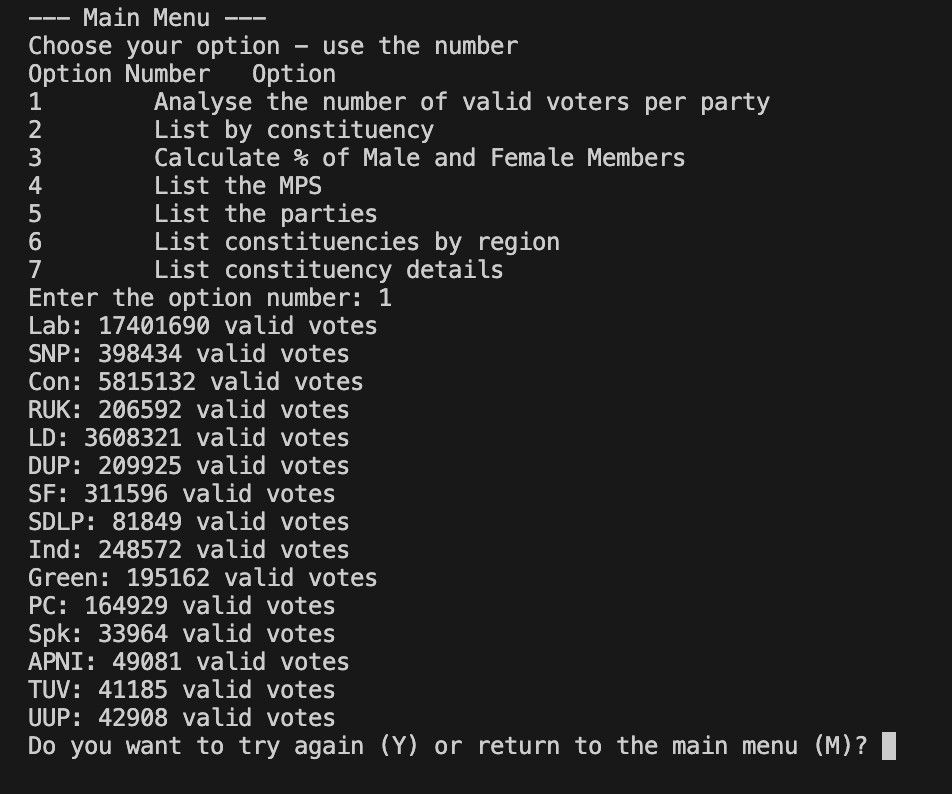 --- Main Menu ---
Choose your option - use the number
Option Number   Option
1        Analyse the number of valid voters per party
2        List by constituency
3        Calculate % of Male and Female Members
4        List the MPS
5        List the parties
6        List constituencies by region
7        List constituency details
Enter the option number: 1
Lab: 17401690 valid votes
SNP: 398434 valid votes
Con: 5815132 valid votes
RUK: 206592 valid votes
LD: 3608321 valid votes
DUP: 209925 valid votes
SF: 311596 valid votes
SDLP: 81849 valid votes
Ind: 248572 valid votes
Green: 195162 valid votes
PC: 164929 valid votes
Spk: 33964 valid votes
APNI: 49081 valid votes
TUV: 41185 valid votes
UUP: 42908 valid votes
Do you want to try again (Y) or return to the main menu (M)?